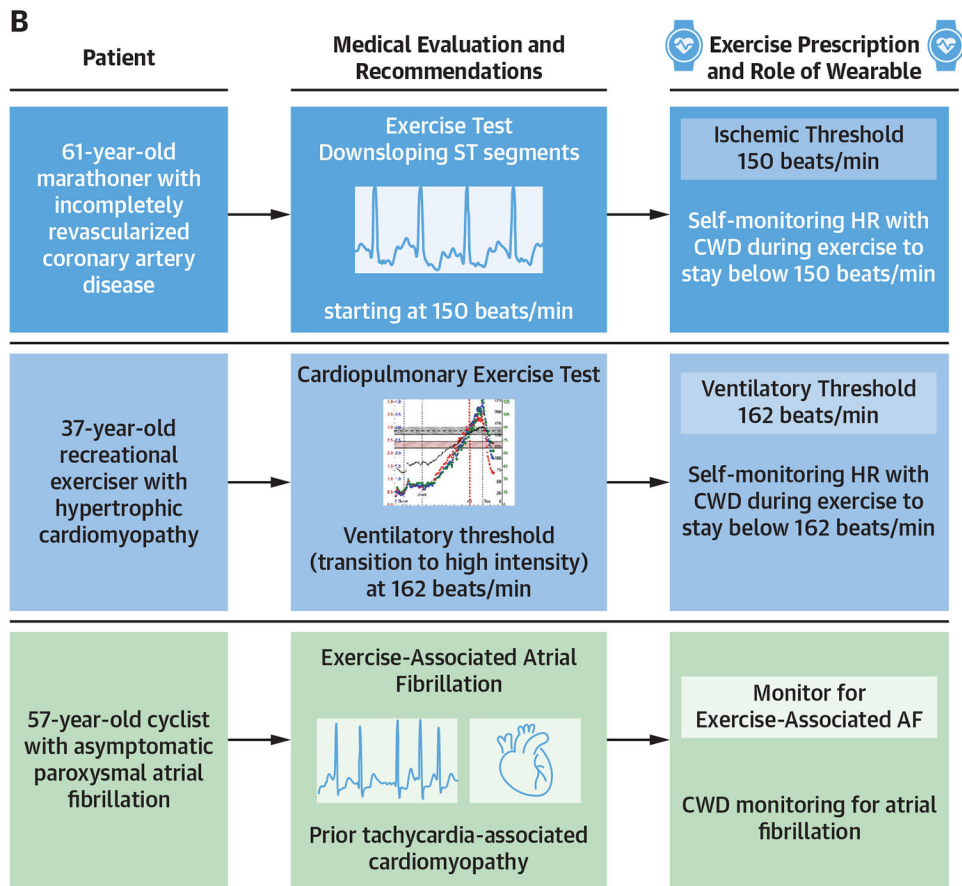 B
Patient
Medical Evaluation and
Recommendations
Exercise Prescription
and Role of Wearable
61-year-old
marathoner with
incompletely
revascularized
coronary artery
disease
Exercise Test
Downsloping ST segments
starting at 150 beats/min
Ischemic Threshold
150 beats/min
Self-monitoring HR with
CWD during exercise to
stay below 150 beats/min
37-year-old
recreational
exerciser with
hypertrophic
cardiomyopathy
Cardiopulmonary Exercise Test
Ventilatory threshold
(transition to high intensity)
at 162 beats/min
Ventilatory Threshold
162 beats/min
Self-monitoring HR with
CWD during exercise to
stay below 162 beats/min
57-year-old cyclist
with asymptomatic
paroxysmal atrial
fibrillation
Exercise-Associated Atrial
Fibrillation
Prior tachycardia-associated
cardiomyopathy
Monitor for
Exercise-Associated AF
CWD monitoring for atrial
fibrillation